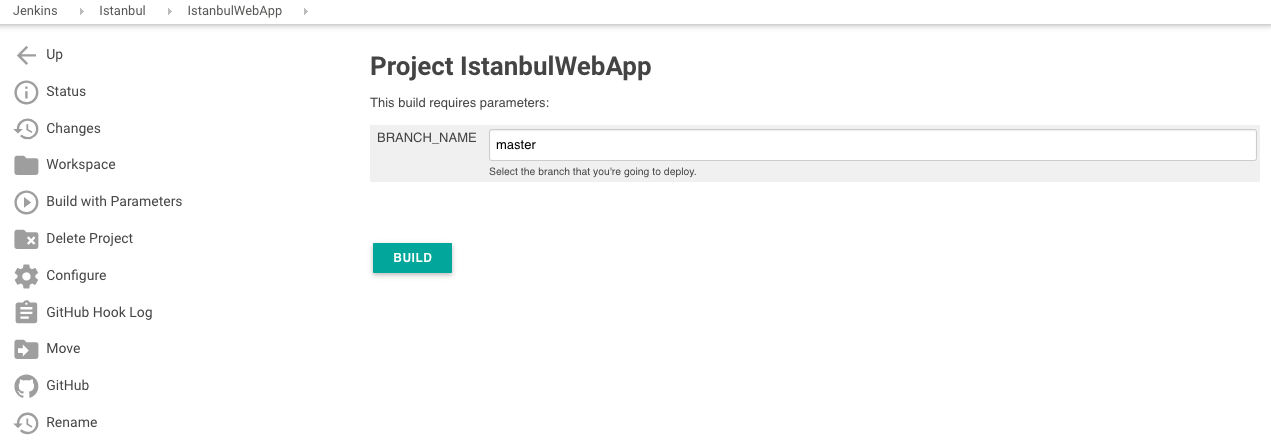 Jenkins Istanbul IstanbulWebApp
Up
Status
Changes
Workspace
Build with Parameters
Delete Project
Configure
GitHub Hook Log
Move
GitHub
Rename
Project IstanbulWebApp
This build requires parameters:
BRANCH_NAME master
Select the branch that you're going to deploy.
BUILD